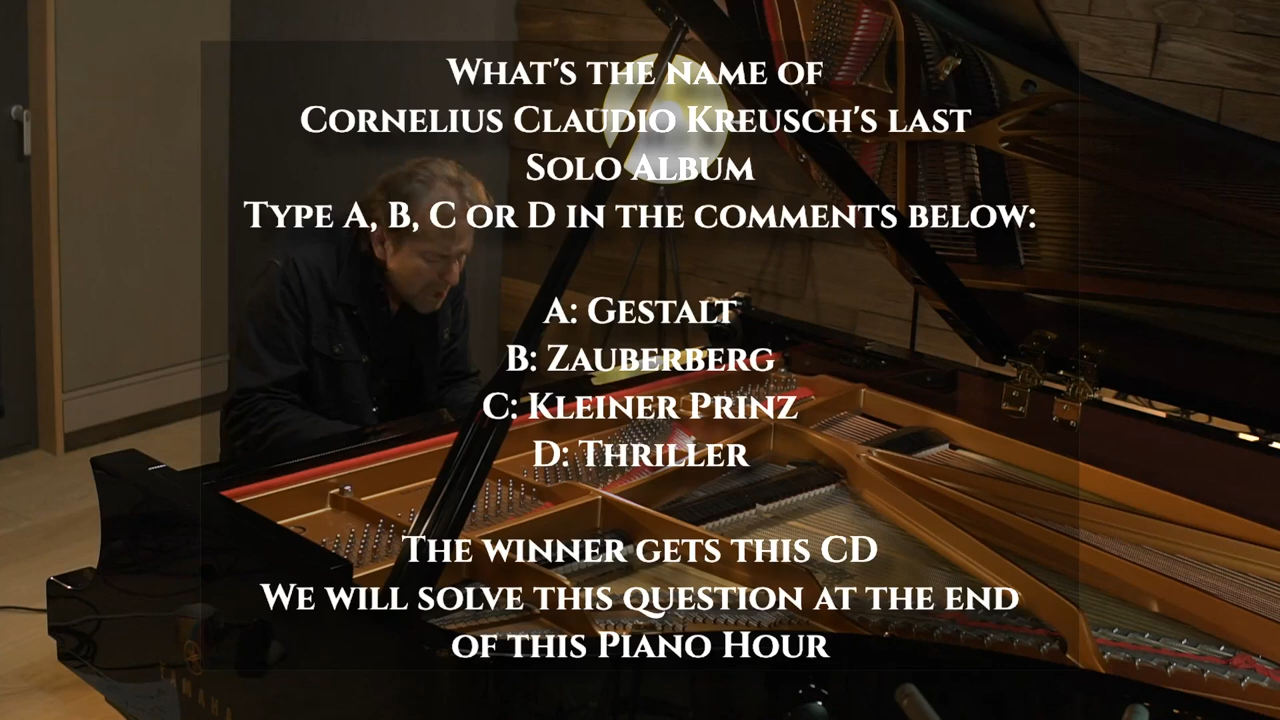 What's the name of
Cornelius Claudio Kreusch's last
Solo Album
Type A, B, C or D in the comments below:
A: Gestalt
B: Zauberberg
C: Kleiner Prinz
D: Thriller
The winner gets this CD
We will solve this question at the end
of this Piano Hour
YAMAHA